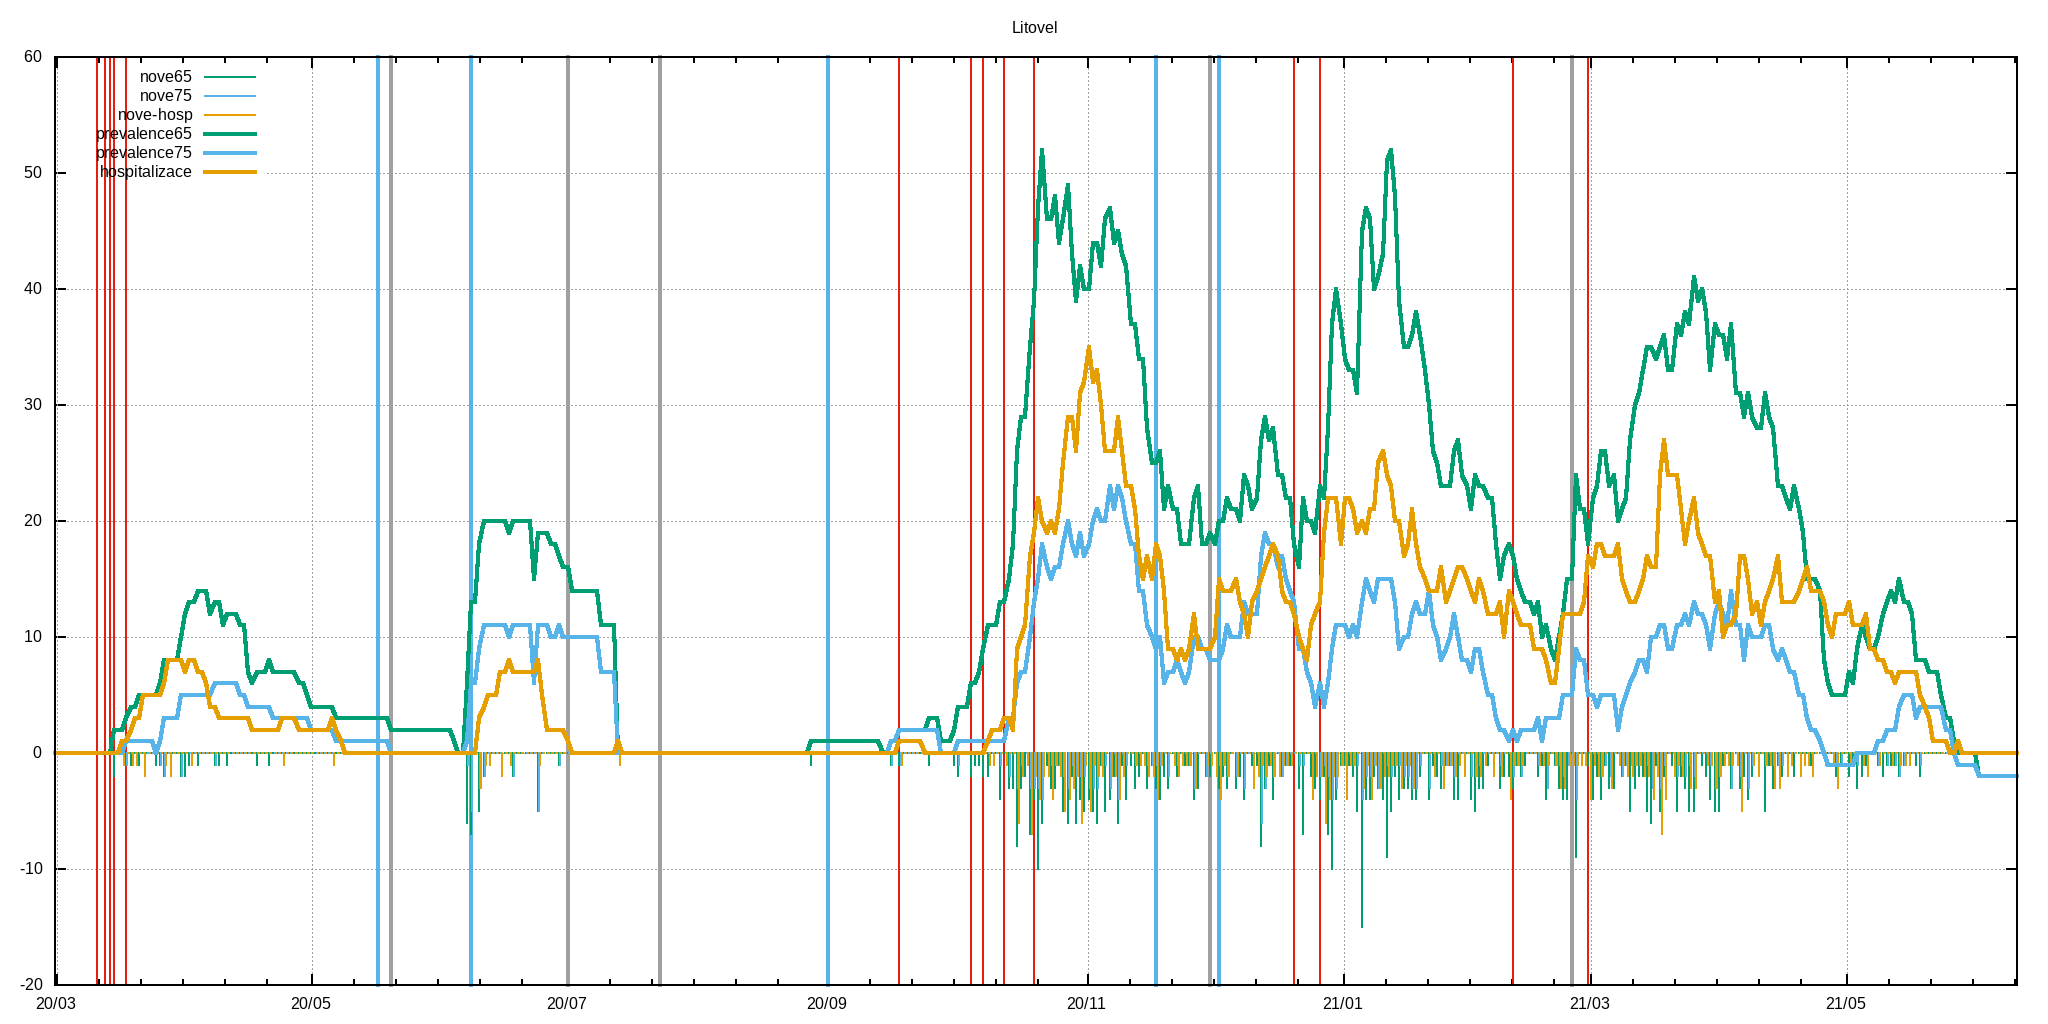 Litovel
60
nove65
nove75
nove-hosp
prevalence65
prevalence75
hospitalizace
50
40
30
20
10
0
-10
-20
20/03 20/05 20/07 20/09 20/11 21/01 21/03 21/05